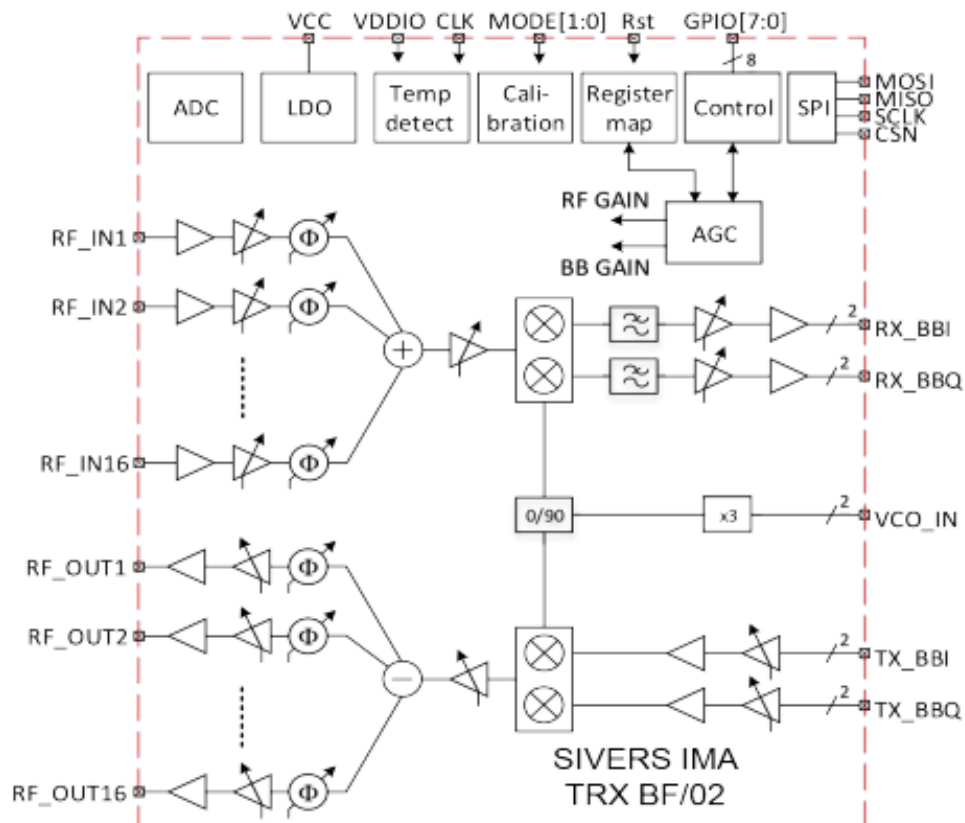 VCC VDDIO CLK MODE[1:0] Rst GPIO[7:0]
8
ADC LDO Temp detect Cali-bration Register map Control SPI
MOSI
MISO
SCLK
CSN
RF GAIN
AGC
BB GAIN
RF_IN1
Φ
RF_IN2
Φ
+
2
RX_BBI
2
RX_BBQ
RF_IN16
Φ
0/90
x3
2
VCO_IN
RF_OUT1
Φ
RF_OUT2
Φ
2
TX_BBI
2
TX_BBQ
RF_OUT16
Φ
SIVERS IMA
TRX BF/02